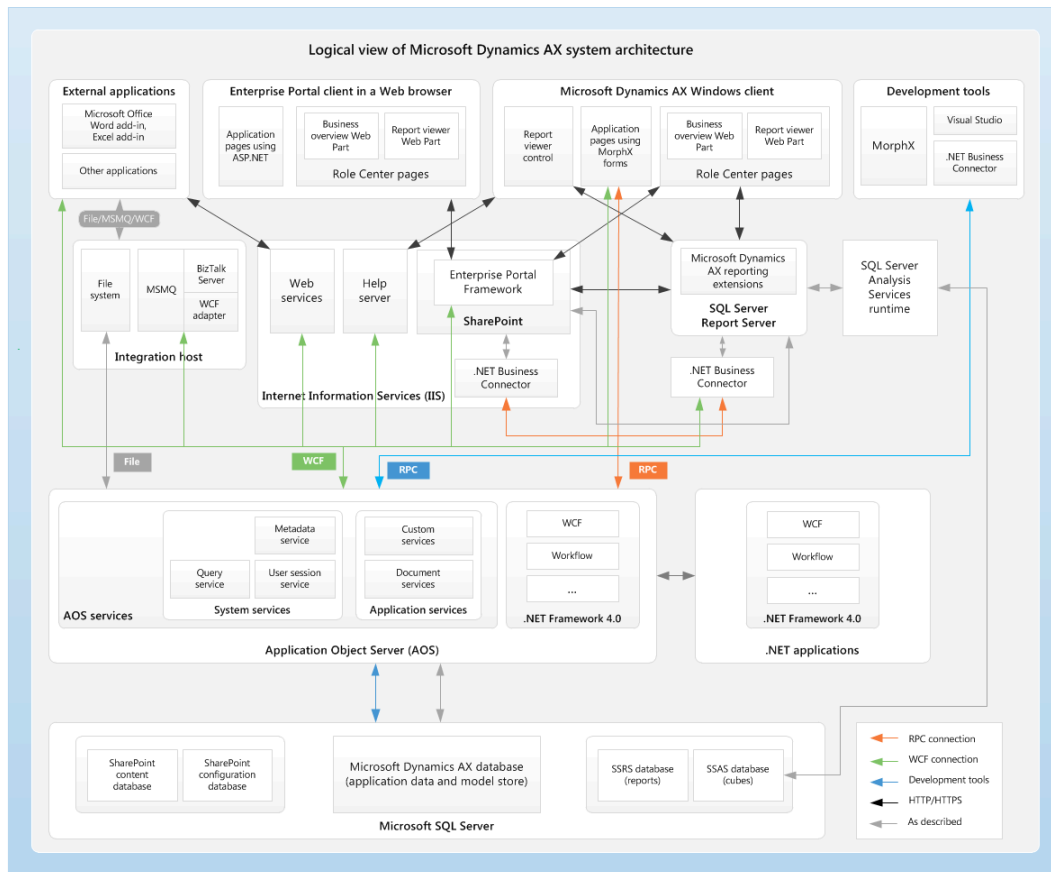 Logical view of Microsoft Dynamics AX system architecture
External applications
Microsoft Office
Word add-in,
Excel add-in
Other applications
Enterprise Portal client in a Web browser
Application
pages using
ASP.NET
Business
overview Web
Part
Report viewer
Web Part
Role Center pages
Microsoft Dynamics AX Windows client
Report
viewer
control
Application
pages using
MorphX
forms
Business
overview Web
Part
Report viewer
Web Part
Role Center pages
Development tools
MorphX
Visual Studio
.NET Business
Connector
File/MSMQ/WCF
File
system
MSMQ
BizTalk
Server
WCF
adapter
Integration host
Web
services
Help
server
Enterprise Portal
Framework
SharePoint
.NET Business
Connector
Internet Information Services (IIS)
Microsoft Dynamics
AX reporting
extensions
SQL Server
Report Server
.NET Business
Connector
SQL Server
Analysis
Services
runtime
File
WCF
RPC
RPC
Metadata
service
Query
service
User session
service
System services
AOS services
Custom
services
Document
services
Application services
WCF
Workflow
...
.NET Framework 4.0
Application Object Server (AOS)
WCF
Workflow
...
.NET Framework 4.0
.NET applications
SharePoint
content
database
SharePoint
configuration
database
Microsoft Dynamics AX database
(application data and model store)
SSRS database
(reports)
SSAS database
(cubes)
Microsoft SQL Server
RPC connection
WCF connection
Development tools
HTTP/HTTPS
As described